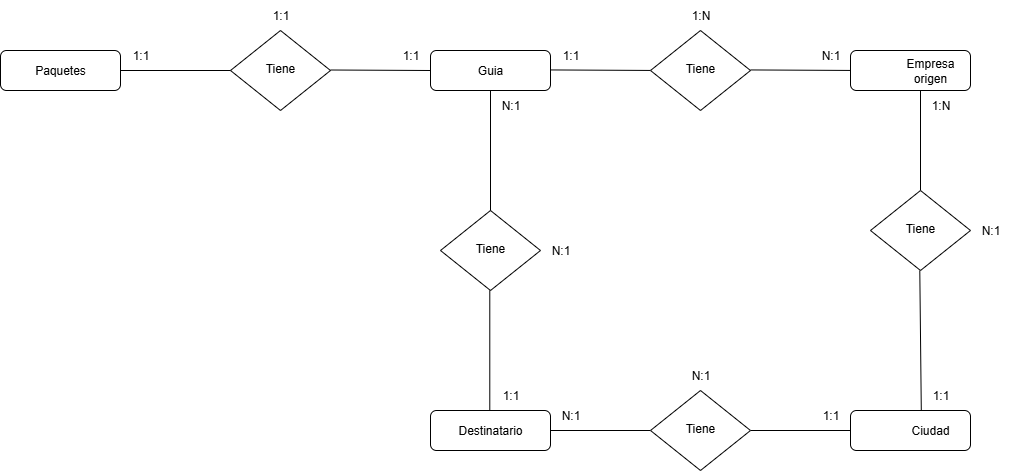 1:1
1:N
1:1
1:1
1:1
N:1
Paquetes
Tiene
Guia
Tiene
Empresa
origen
N:1
1:N
Tiene
N:1
Tiene
N:1
N:1
1:1
1:1
N:1
1:1
Destinatario
Tiene
Ciudad